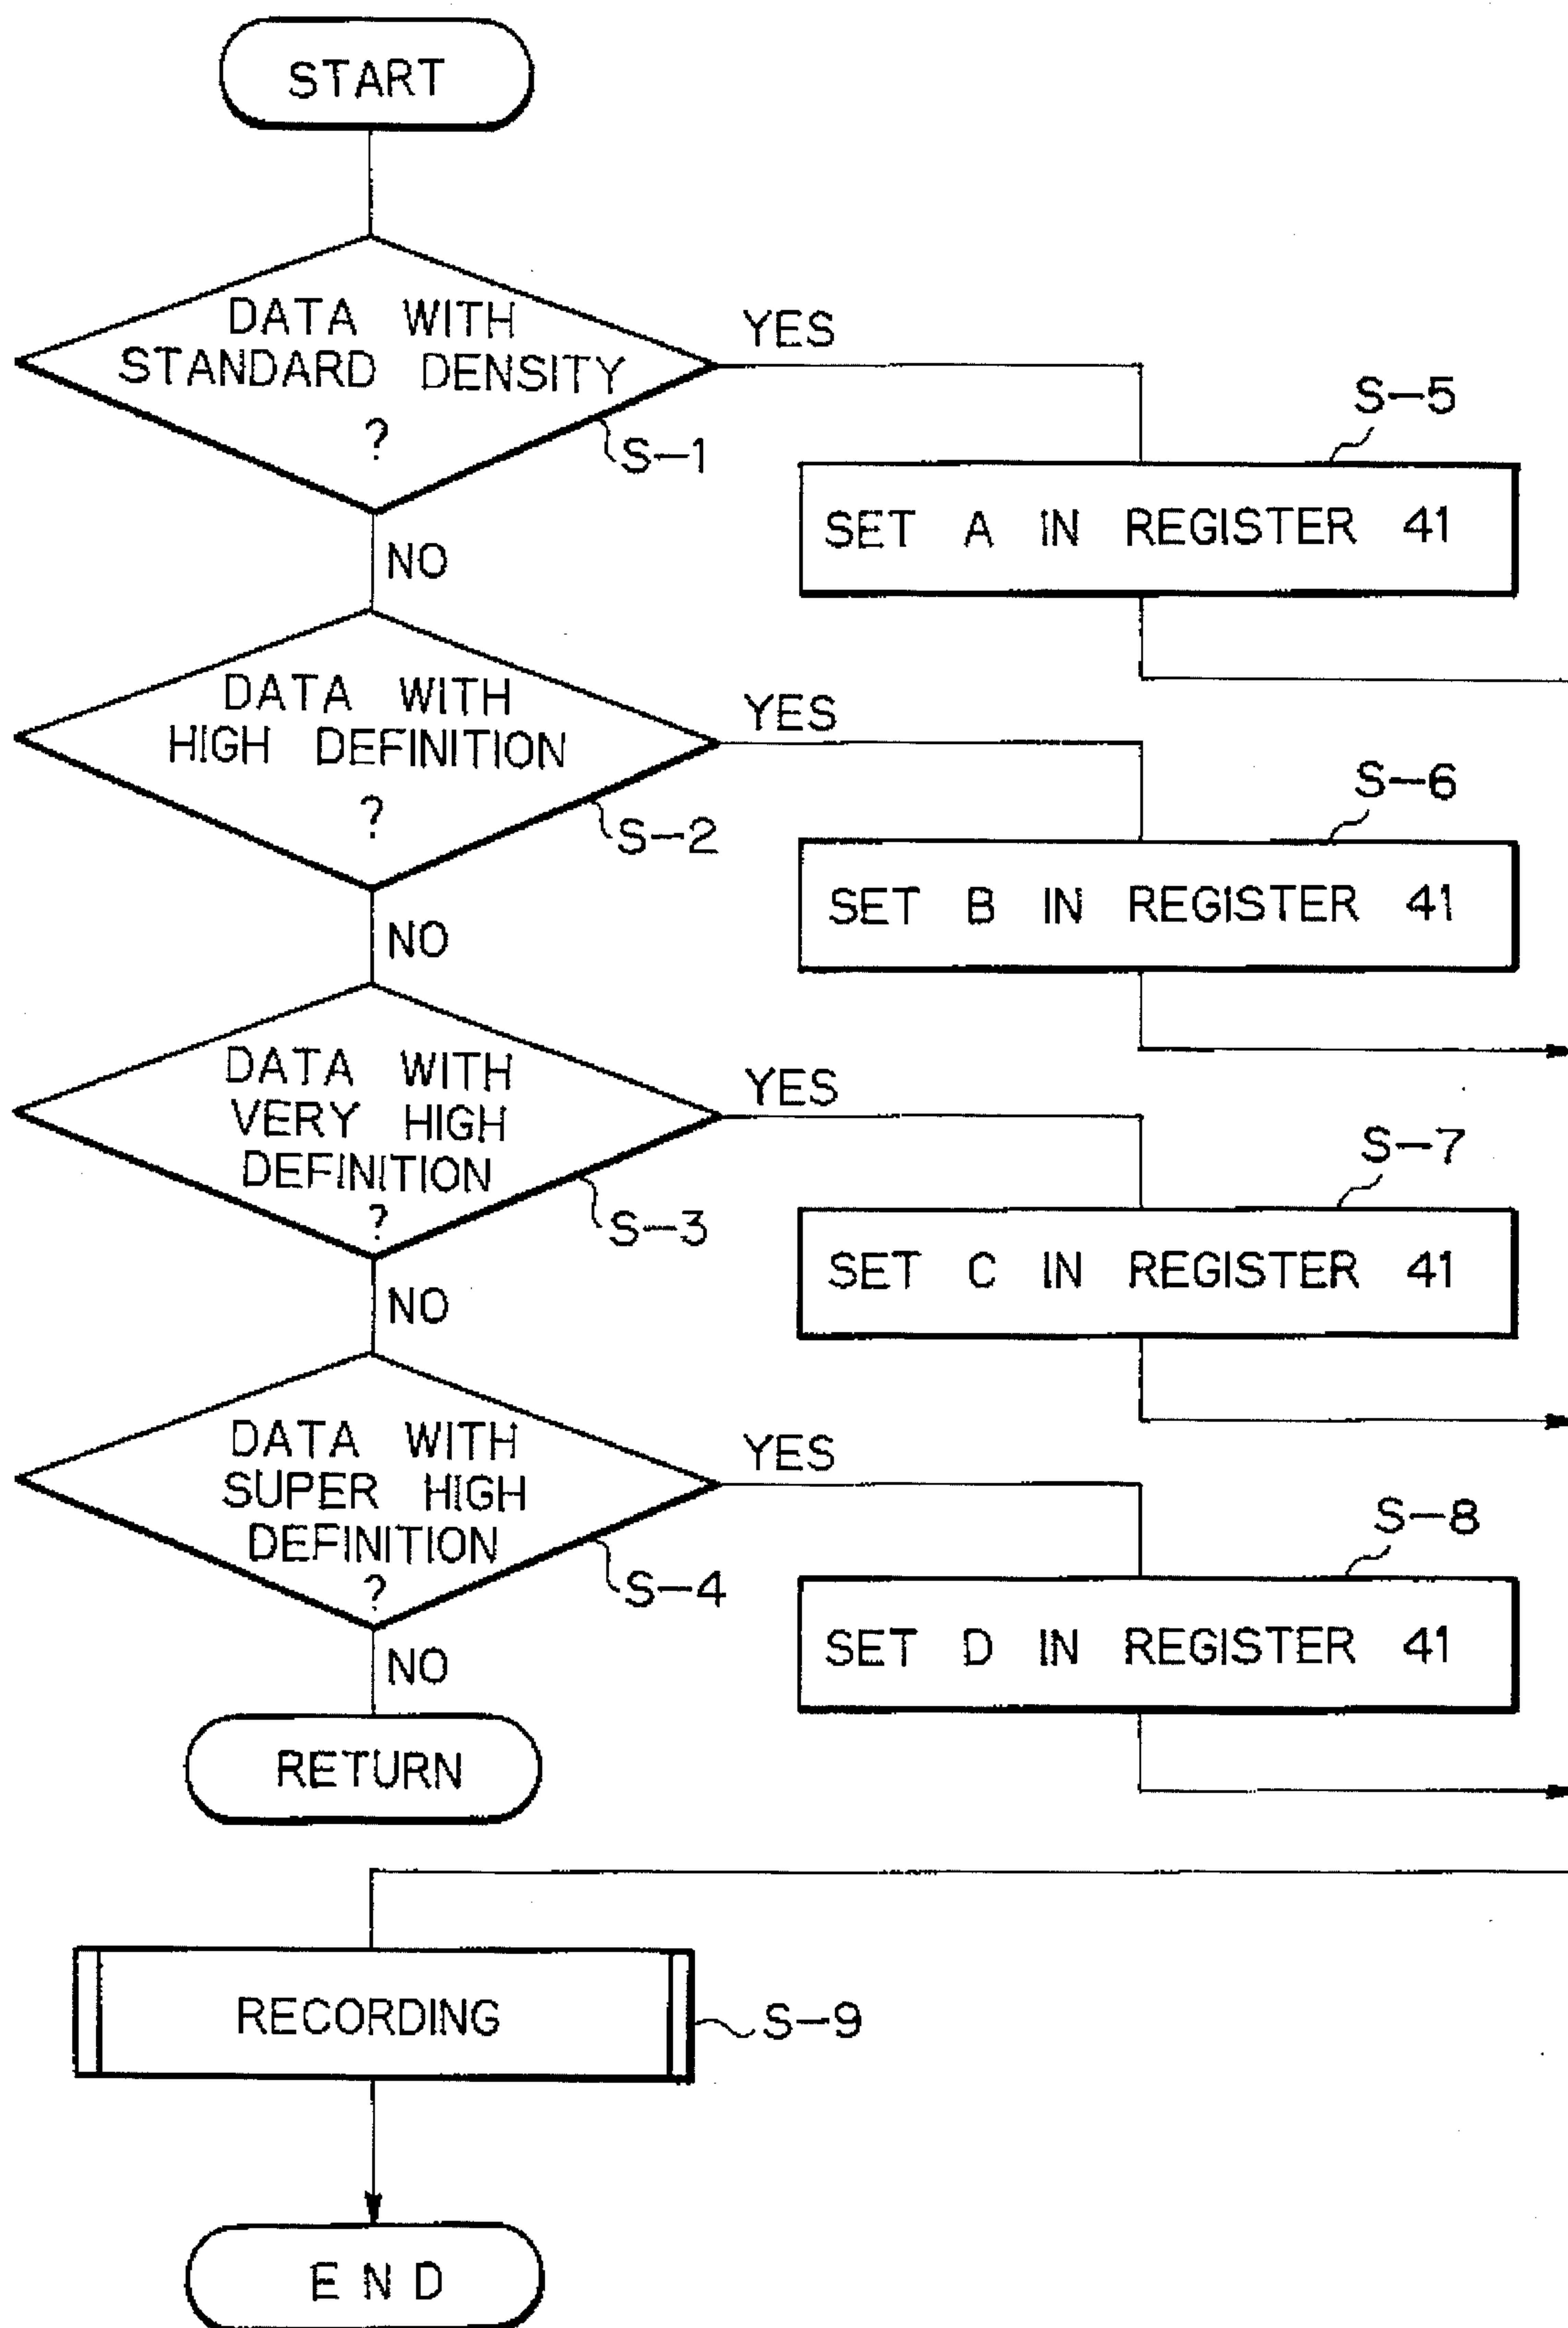 START
DATA WITH
STANDARD DENSITY
?
S-1
YES
NO
S-5
SET A IN REGISTER 41
DATA WITH
HIGH DEFINITION
?
S-2
YES
NO
S-6
SET B IN REGISTER 41
DATA WITH
VERY HIGH
DEFINITION
?
S-3
YES
NO
S-7
SET C IN REGISTER 41
DATA WITH
SUPER HIGH
DEFINITION
?
S-4
YES
NO
S-8
SET D IN REGISTER 41
RETURN
RECORDING
S-9
END